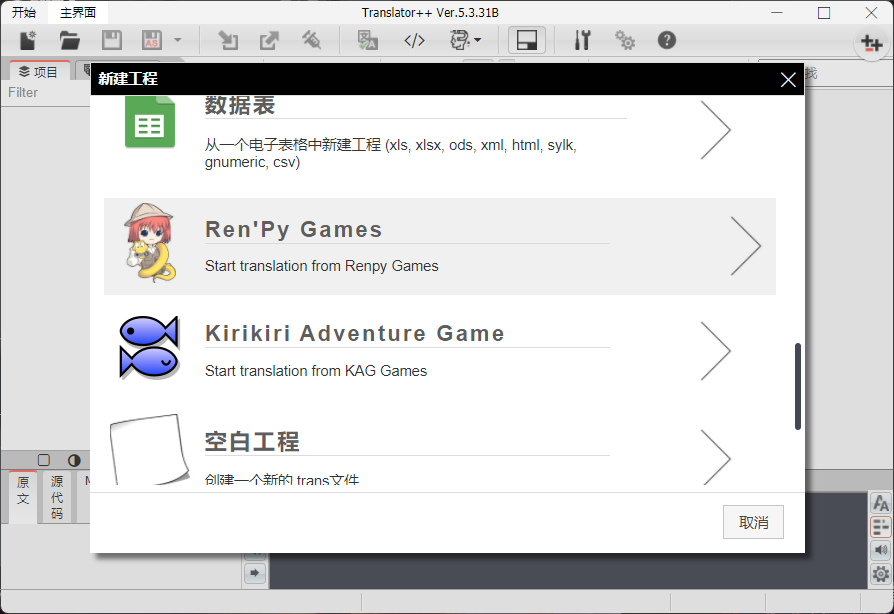 开始 主界面 Translator++ Ver.5.3.31B
AS
项目
找
Filter
新建工程
数据表
从一个电子表格中新建工程 (xls, xlsx, ods, xml, html, sylk,
gnumeric, csv)
Ren'Py Games
Start translation from Renpy Games
Kirikiri Adventure Game
Start translation from KAG Games
空白工程
创建一个新的 trans文件
原文
源代码
取消